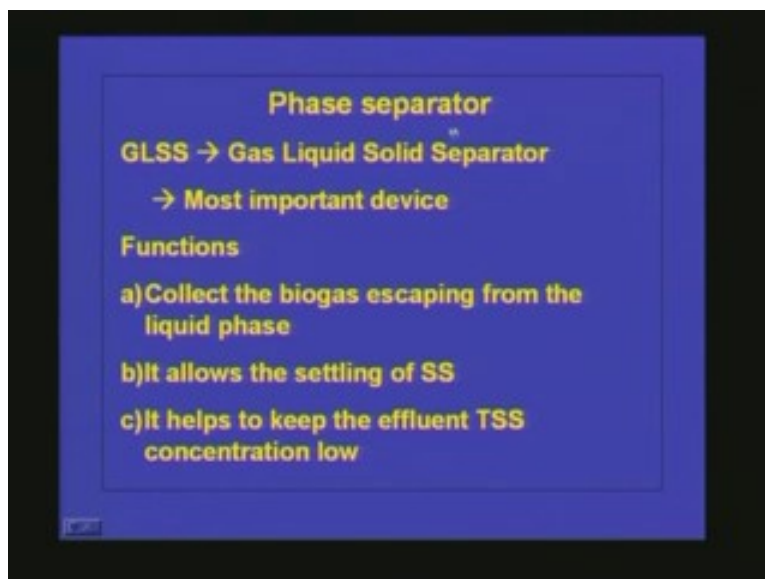 Phase separator
GLSS → Gas Liquid Solid Separator
→ Most important device
Functions
a)Collect the biogas escaping from the
liquid phase
b)It allows the settling of SS
c)It helps to keep the effluent TSS
concentration low